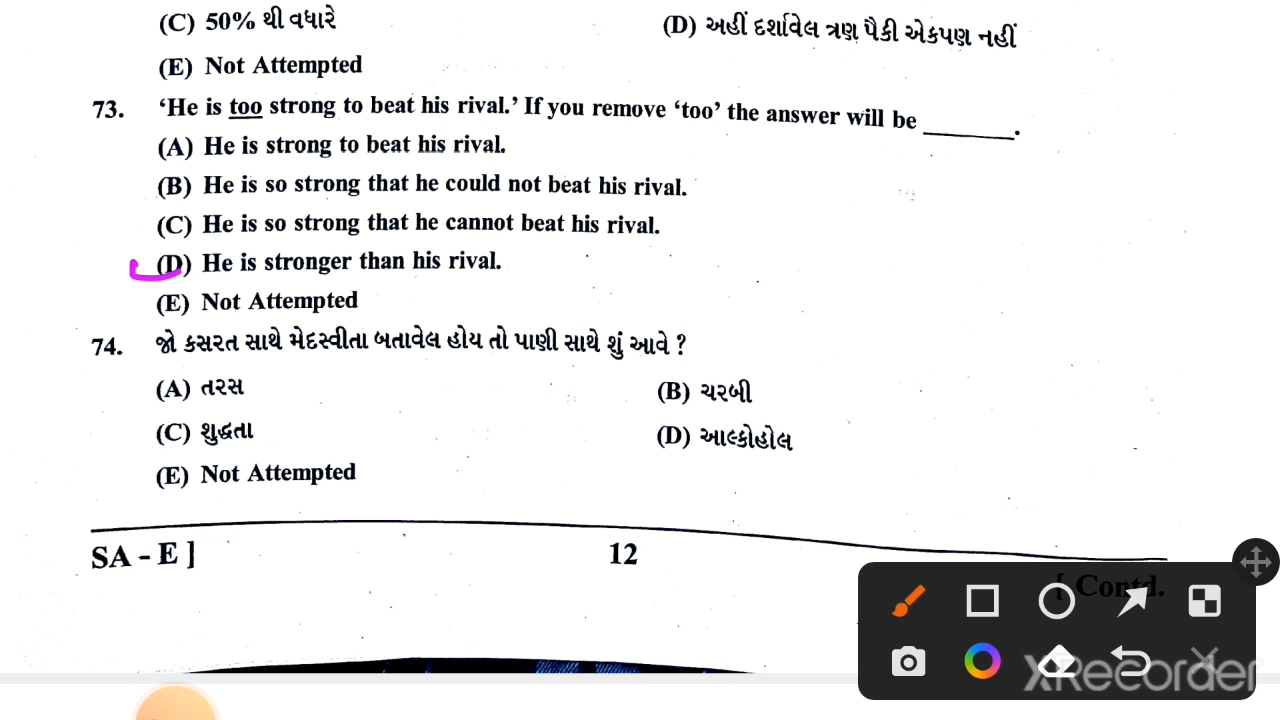 (C) 50% થી વધારે
(D) અહીં દર્શાવેલ ત્રણ પૈકી એકપણ નહીં
(E) Not Attempted
73. ‘He is too strong to beat his rival.’ If you remove ‘too’ the answer will be ________.
(A) He is strong to beat his rival.
(B) He is so strong that he could not beat his rival.
(C) He is so strong that he cannot beat his rival.
(D) He is stronger than his rival.
(E) Not Attempted
74. જો કસરત સાથે મેદસ્વીતા બતાવેલ હોય તો પાણી સાથે શું આવે ?
(A) તરસ
(B) ચરબી
(C) શુદ્ધતા
(D) આલ્કોહોલ
(E) Not Attempted
SA - E ]
12
[ Contd.
XRecorder